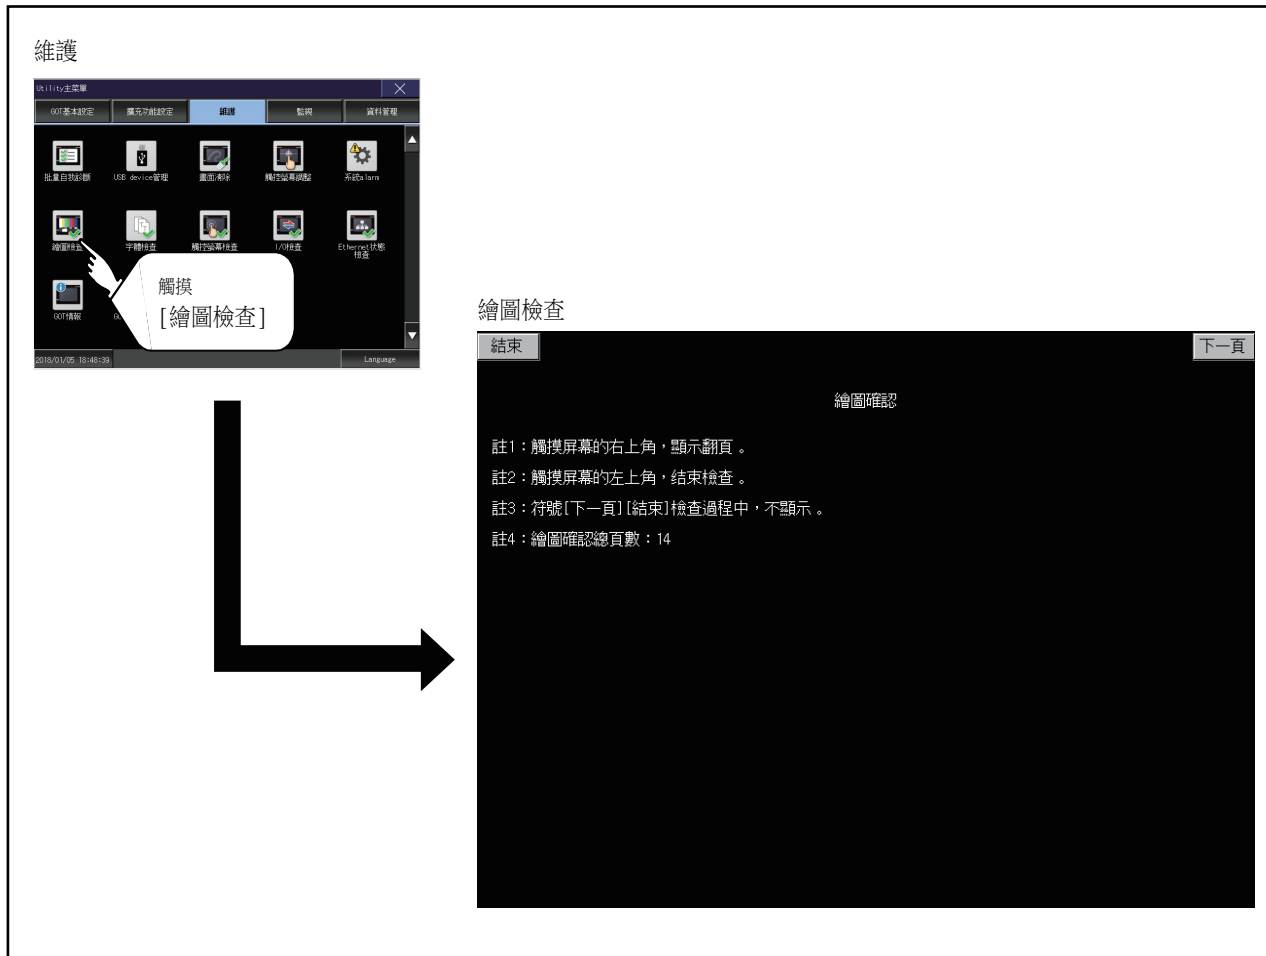 維護
Utility主菜單
GOT基本設定 擴充功能設定 維護 監視 資料管理
批量自我診斷 USB device管理 畫面清除 觸控螢幕調整 系統alarm
繪圖檢查 字體檢查 觸控螢幕檢查 I/O檢查 Ethernet狀態
檢查
觸摸
[繪圖檢查]
GOT情報
2018/01/05 18:48:39 Language
繪圖檢查
結束 下一頁
繪圖確認
註1：觸摸屏幕的右上角，顯示翻頁。
註2：觸摸屏幕的左上角，结束檢查。
註3：符號[下一頁][結束]檢查過程中，不顯示。
註4：繪圖確認總頁數：14